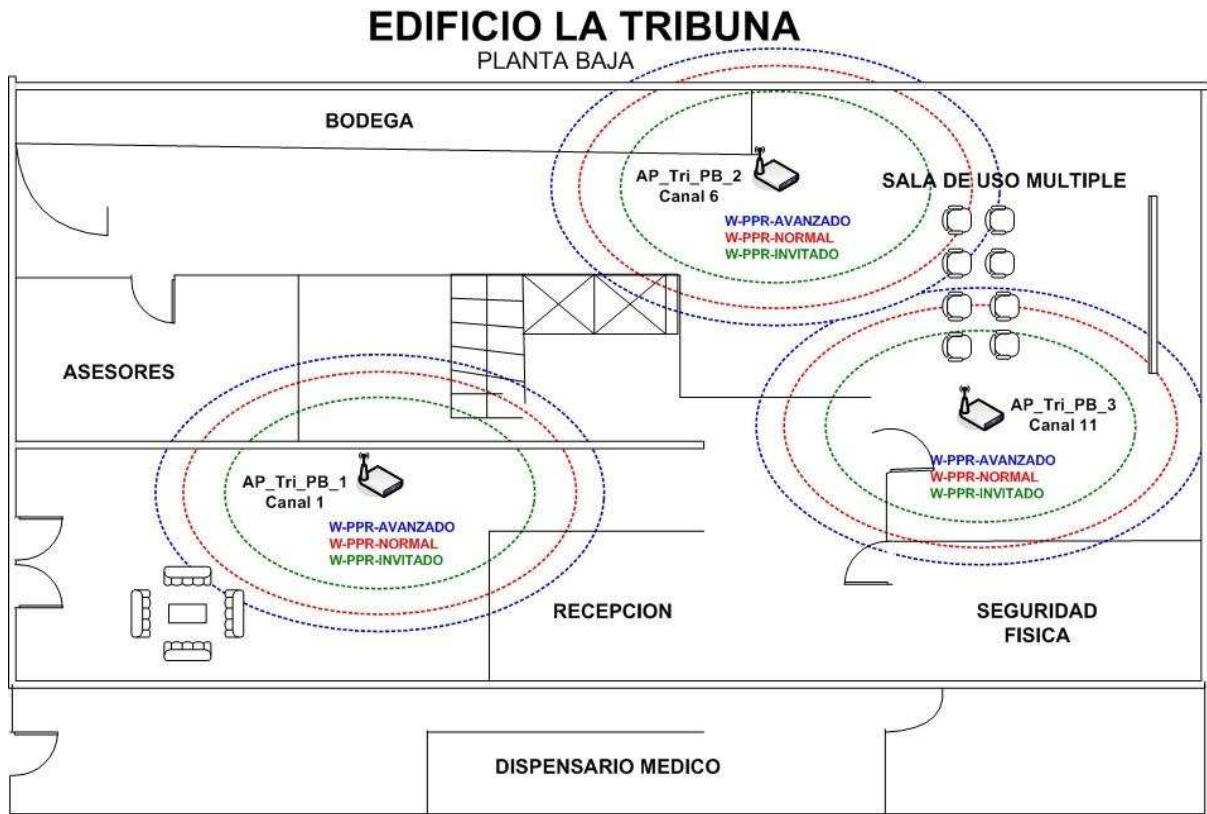 EDIFICIO LA TRIBUNA
PLANTA BAJA
BODEGA
AP_Tri_PB_2
Canal 6
SALA DE USO MULTIPLE
W-PPR-AVANZADO
W-PPR-NORMAL
W-PPR-INVITADO
ASESORES
AP_Tri_PB_3
Canal 11
W-PPR-AVANZADO
W-PPR-NORMAL
W-PPR-INVITADO
AP_Tri_PB_1
Canal 1
W-PPR-AVANZADO
W-PPR-NORMAL
W-PPR-INVITADO
RECEPCION
SEGURIDAD
FISICA
DISPENSARIO MEDICO